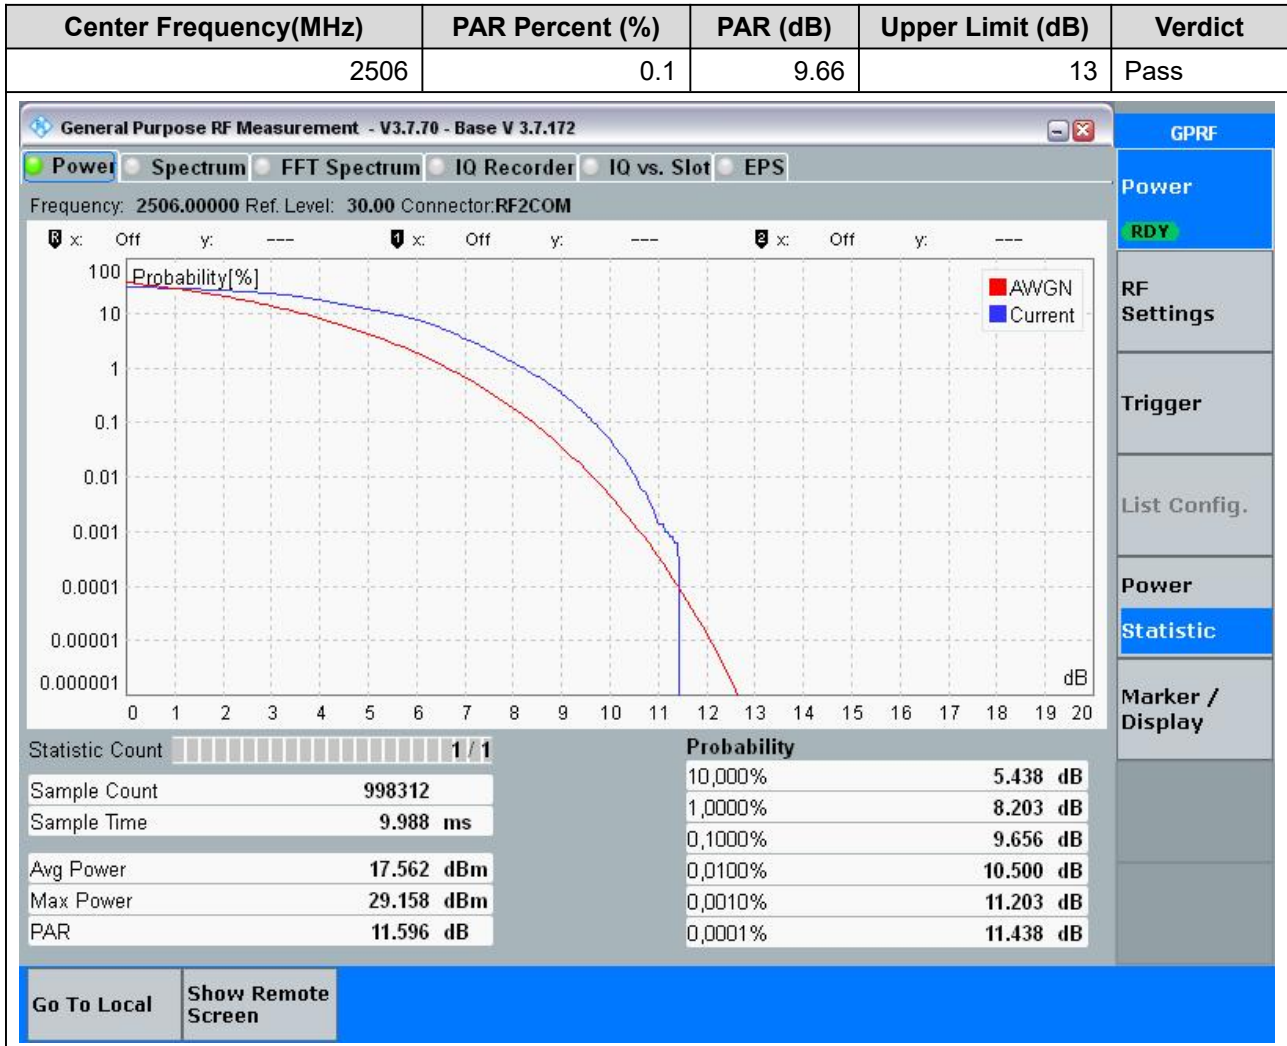 Center Frequency(MHz) PAR Percent (%) PAR (dB) Upper Limit (dB) Verdict
2506 0.1 9.66 13 Pass
General Purpose RF Measurement - V3.7.70 - Base V 3.7.172
GPRF
Power Spectrum FFT Spectrum IQ Recorder IQ vs. Slot EPS
Frequency: 2506.00000 Ref. Level: 30.00 Connector:RF2COM
R x: Off y: --- 1 x: Off y: --- 2 x: Off y: ---
Power
RDY
RF
Settings
Trigger
List Config.
Power
Statistic
Marker /
Display
Probability[%]
AWGN
Current
100
10
1
0.1
0.01
0.001
0.0001
0.00001
0.000001
dB
0 1 2 3 4 5 6 7 8 9 10 11 12 13 14 15 16 17 18 19 20
Statistic Count 1 / 1
Sample Count 998312
Sample Time 9.988 ms
Avg Power 17.562 dBm
Max Power 29.158 dBm
PAR 11.596 dB
Probability
10,000% 5.438 dB
1,0000% 8.203 dB
0,1000% 9.656 dB
0,0100% 10.500 dB
0,0010% 11.203 dB
0,0001% 11.438 dB
Go To Local
Show Remote
Screen